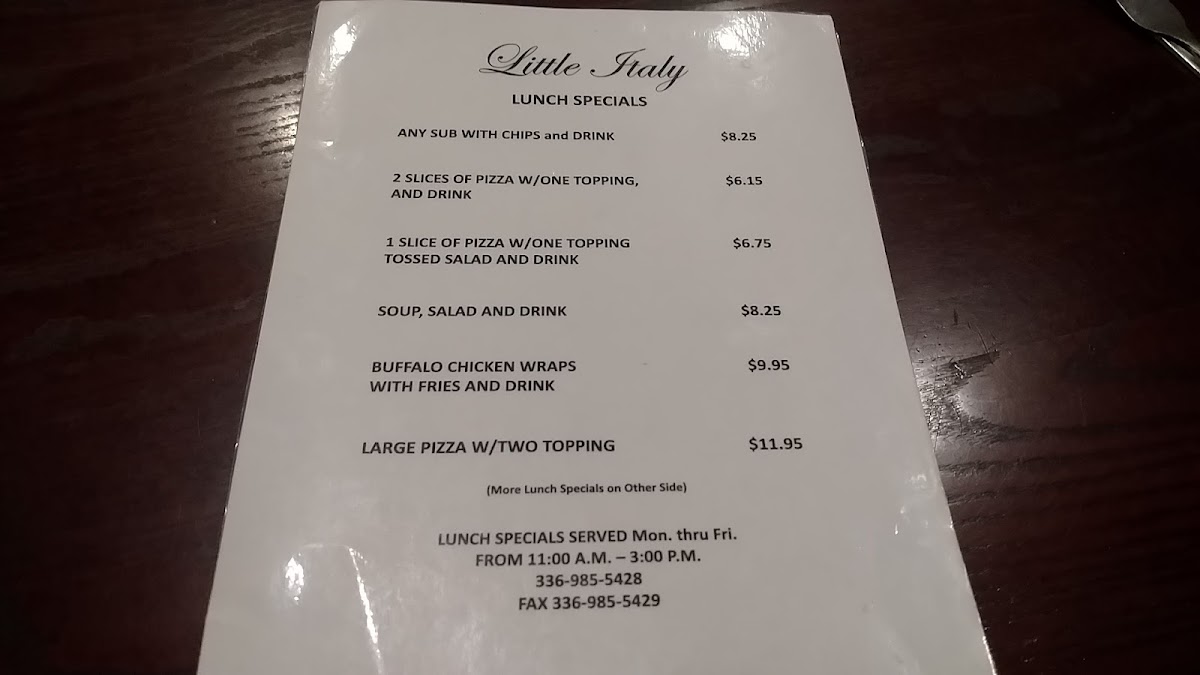 Little Italy
LUNCH SPECIALS
ANY SUB WITH CHIPS and DRINK $8.25
2 SLICES OF PIZZA W/ONE TOPPING, $6.15
AND DRINK
1 SLICE OF PIZZA W/ONE TOPPING $6.75
TOSSED SALAD AND DRINK
SOUP, SALAD AND DRINK $8.25
BUFFALO CHICKEN WRAPS $9.95
WITH FRIES AND DRINK
LARGE PIZZA W/TWO TOPPING $11.95
(More Lunch Specials on Other Side)
LUNCH SPECIALS SERVED Mon. thru Fri.
FROM 11:00 A.M. – 3:00 P.M.
336-985-5428
FAX 336-985-5429